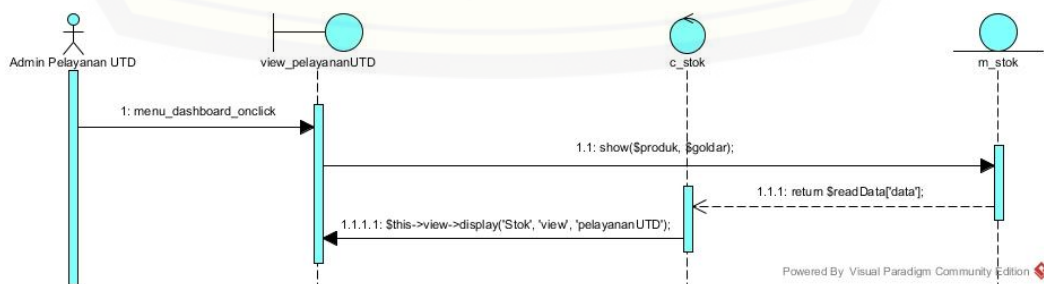 Admin Pelayanan UTD
view_pelayananUTD
c_stok
m_stok
1: menu_dashboard_onclick
1.1: show($produk, $goldar);
1.1.1: return $readData['data'];
1.1.1.1: $this->view->display('Stok', 'view', 'pelayananUTD');
Powered By Visual Paradigm Community Edition